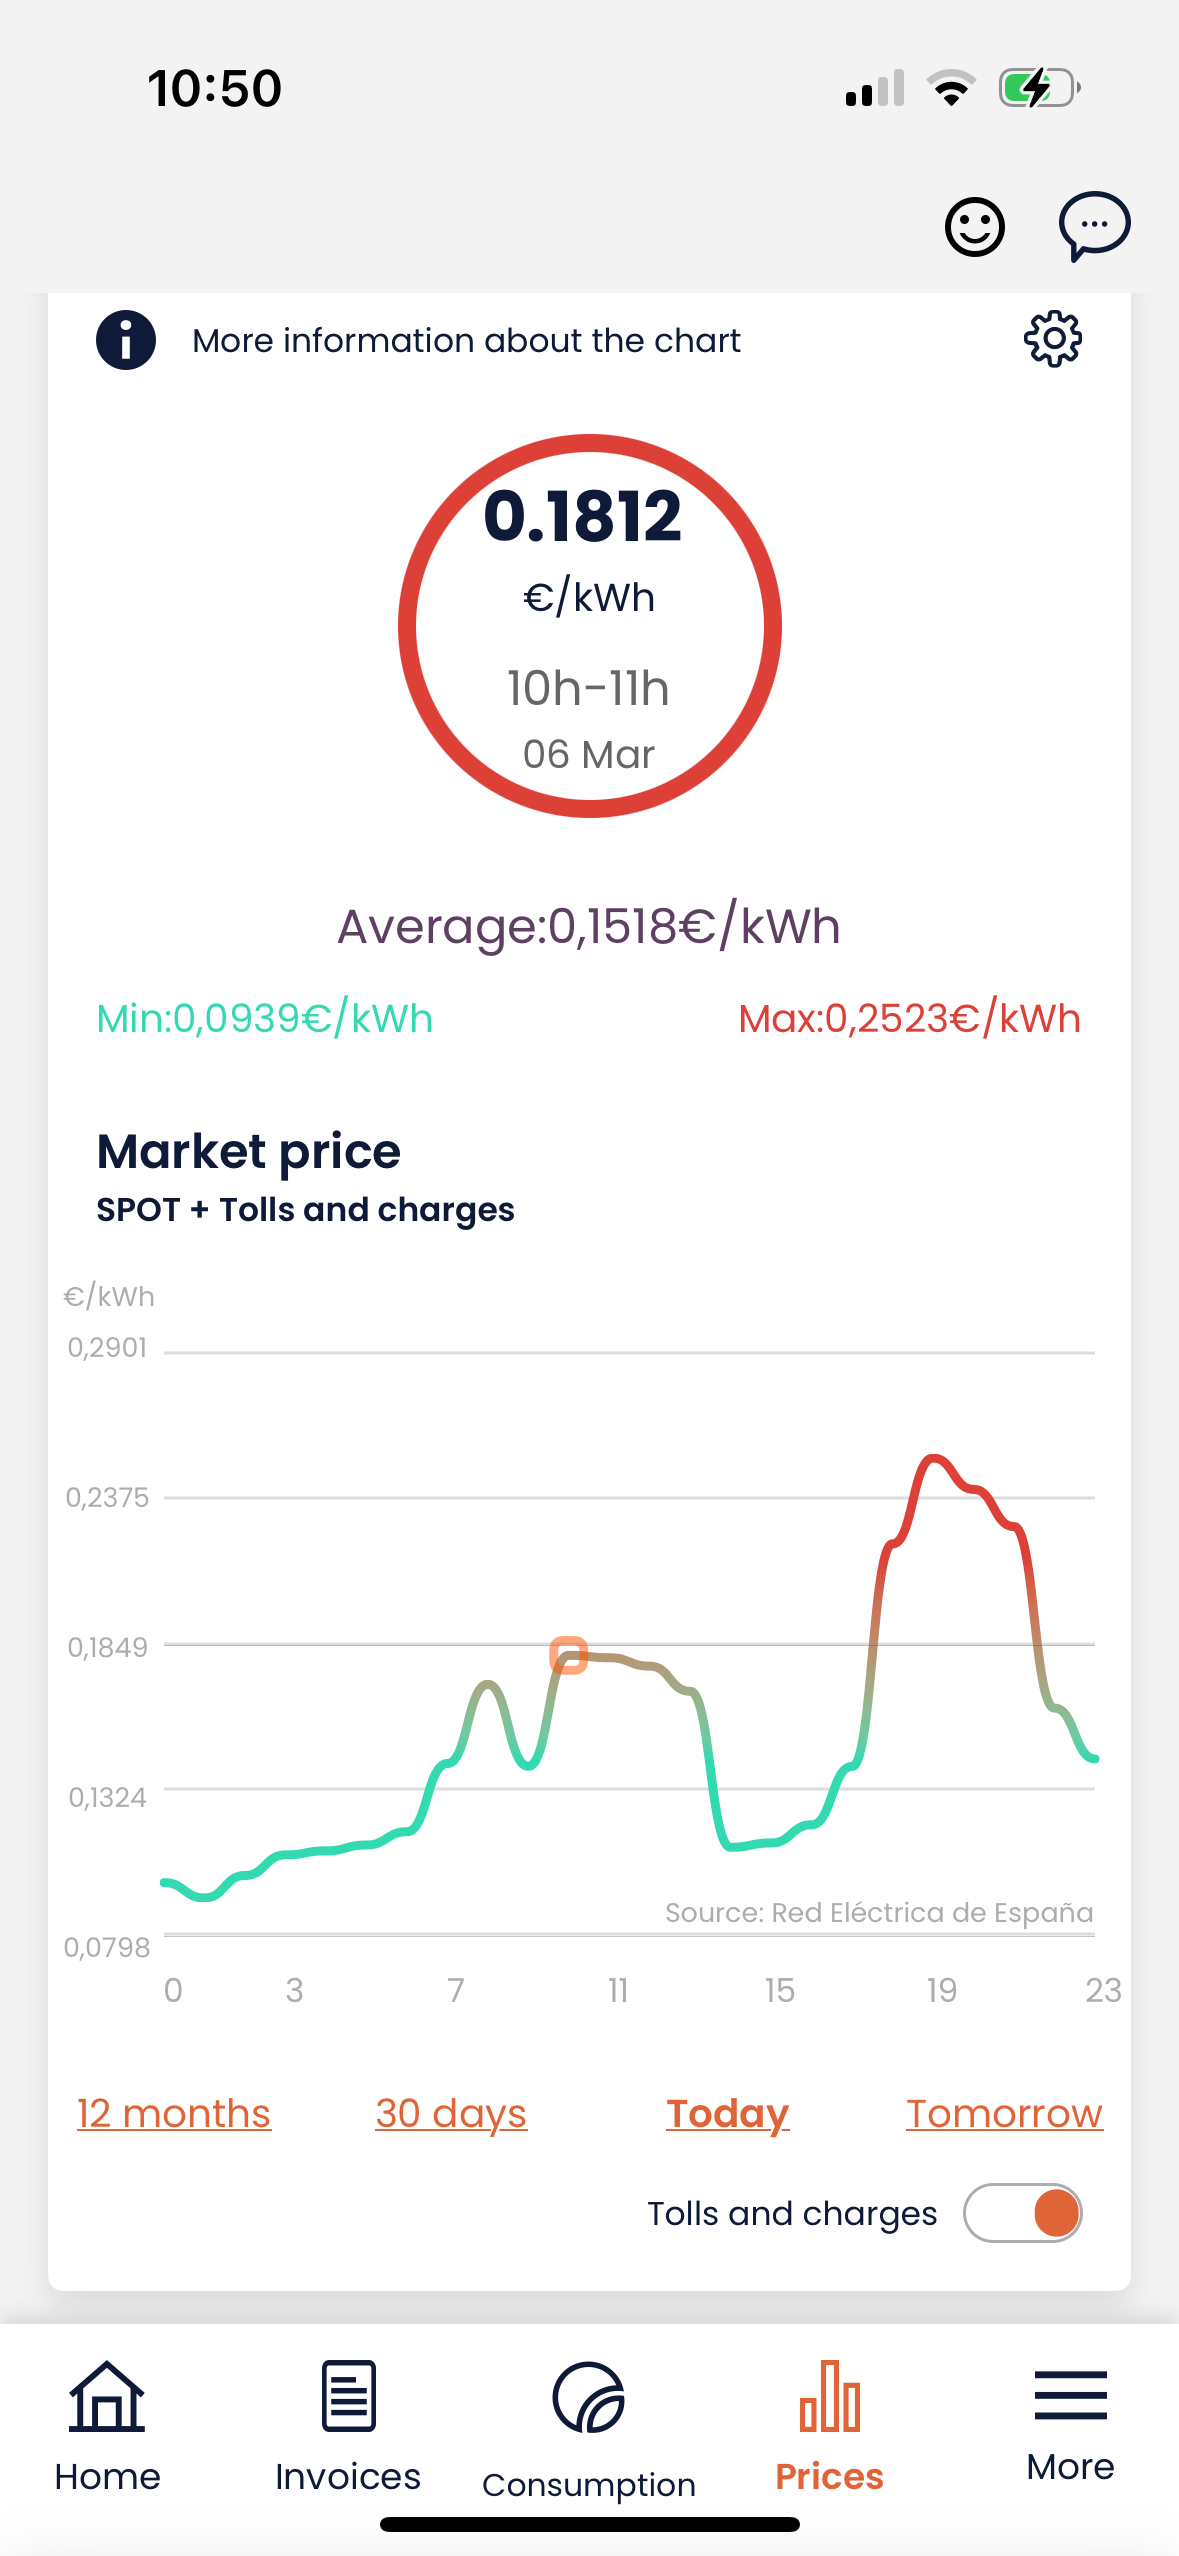 10:50
More information about the chart
0.1812
€/kWh
10h-11h
06 Mar
Average:0,1518€/kWh
Min:0,0939€/kWh Max:0,2523€/kWh
Market price
SPOT + Tolls and charges
€/kWh
0,2901
0,2375
0,1849
0,1324
Source: Red Eléctrica de España
0,0798
0 3 7 11 15 19 23
12 months 30 days Today Tomorrow
Tolls and charges
Home Invoices Consumption Prices More